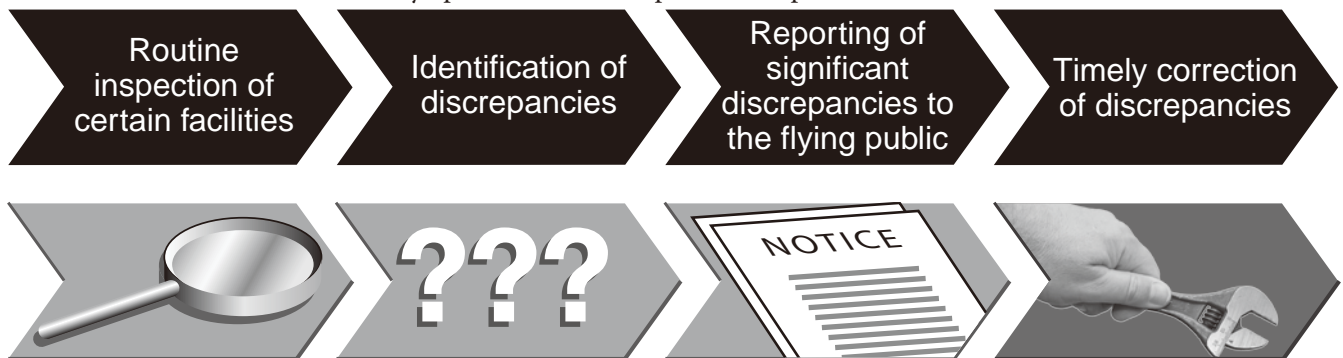 Routine
inspection of
certain facilities
Identification of
discrepancies
Reporting of
significant
discrepancies to
the flying public
Timely correction
of discrepancies
???
NOTICE